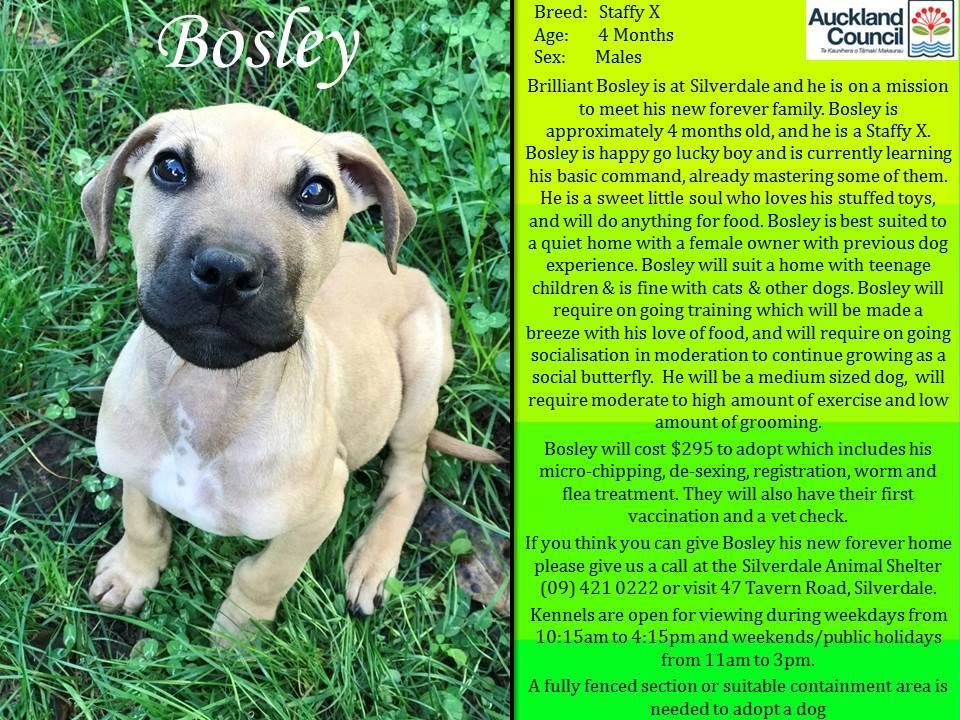 Bosley
Breed: Staffy X
Age: 4 Months
Sex: Males
Auckland
Council
Te Kaunihera o Tāmaki Makaurau
Brilliant Bosley is at Silverdale and he is on a mission
to meet his new forever family. Bosley is
approximately 4 months old, and he is a Staffy X.
Bosley is happy go lucky boy and is currently learning
his basic command, already mastering some of them.
He is a sweet little soul who loves his stuffed toys,
and will do anything for food. Bosley is best suited to
a quiet home with a female owner with previous dog
experience. Bosley will suit a home with teenage
children & is fine with cats & other dogs. Bosley will
require on going training which will be made a
breeze with his love of food, and will require on going
socialisation in moderation to continue growing as a
social butterfly. He will be a medium sized dog, will
require moderate to high amount of exercise and low
amount of grooming.
Bosley will cost $295 to adopt which includes his
micro-chipping, de-sexing, registration, worm and
flea treatment. They will also have their first
vaccination and a vet check.
If you think you can give Bosley his new forever home
please give us a call at the Silverdale Animal Shelter
(09) 421 0222 or visit 47 Tavern Road, Silverdale.
Kennels are open for viewing during weekdays from
10:15am to 4:15pm and weekends/public holidays
from 11am to 3pm.
A fully fenced section or suitable containment area is
needed to adopt a dog